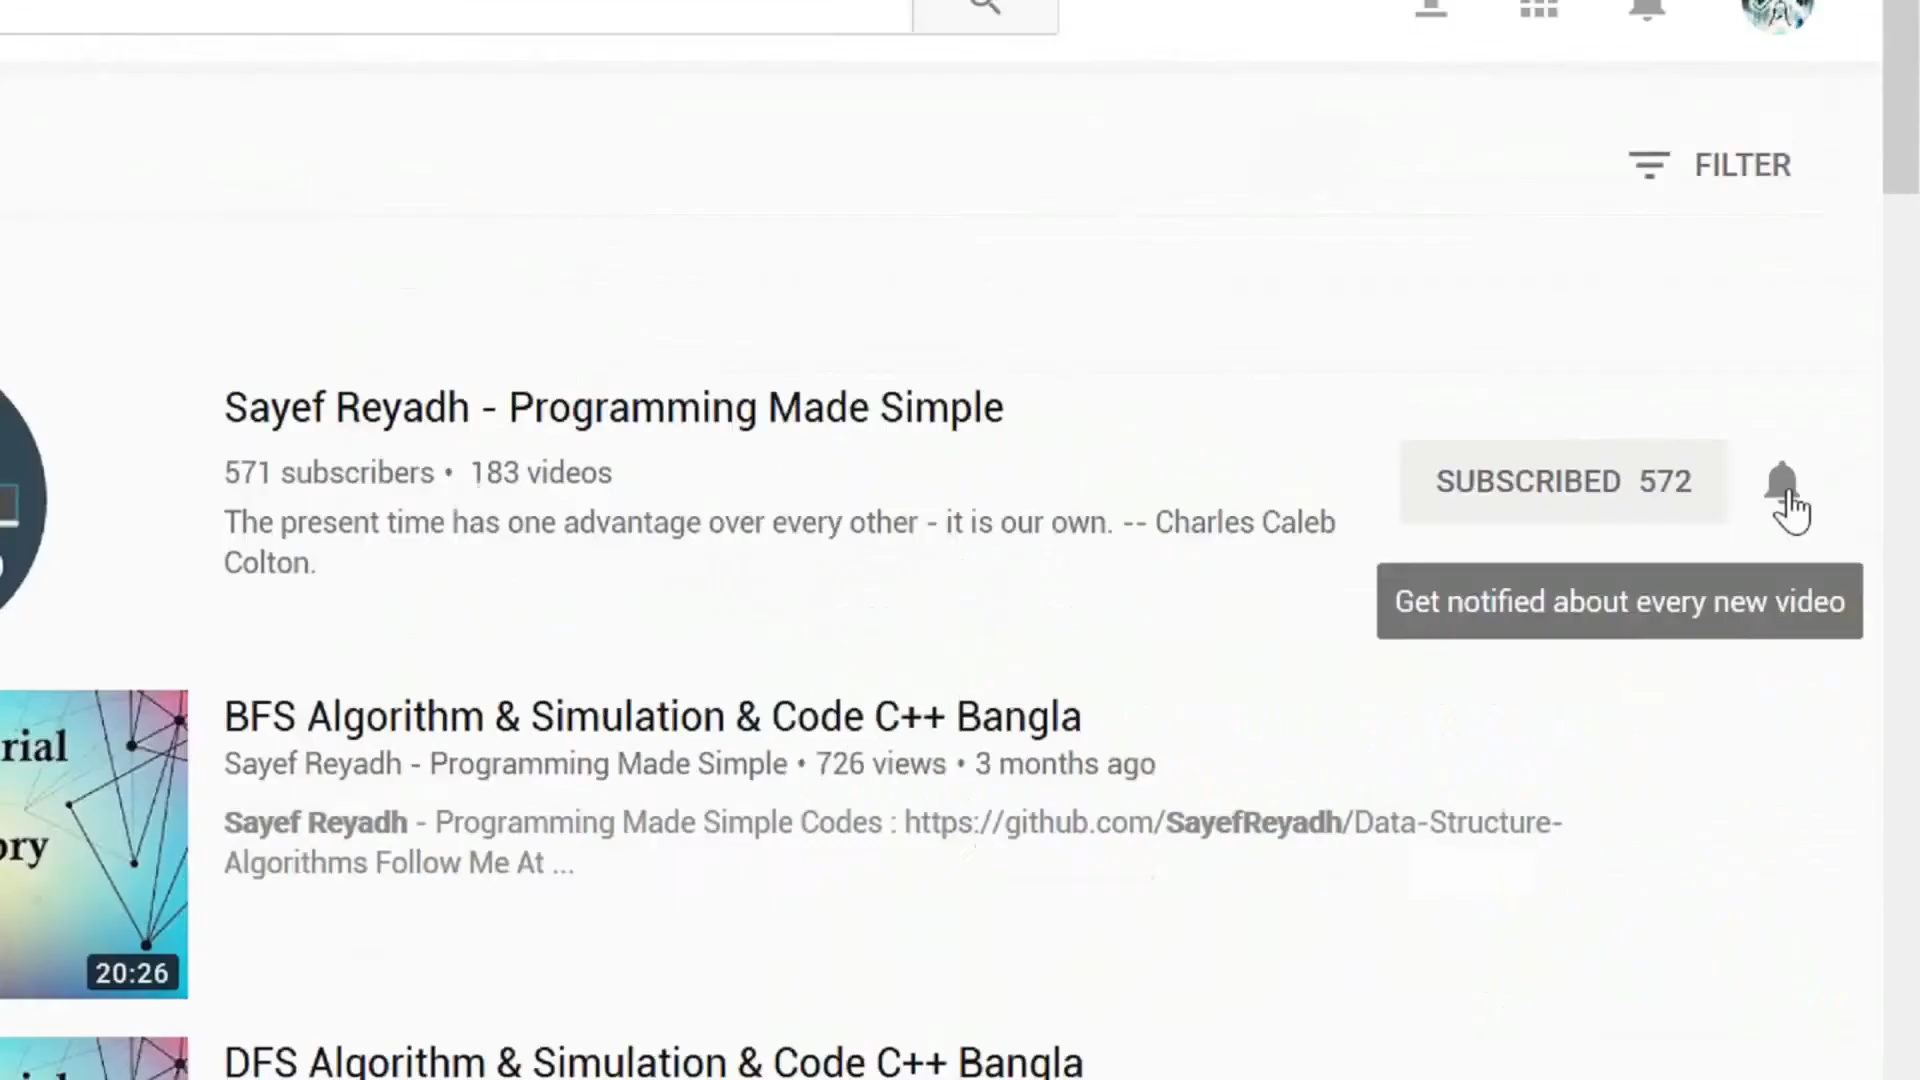 FILTER
Sayef Reyadh - Programming Made Simple
571 subscribers • 183 videos
SUBSCRIBED 572
The present time has one advantage over every other - it is our own. -- Charles Caleb
Colton.
Get notified about every new video
BFS Algorithm & Simulation & Code C++ Bangla
Sayef Reyadh - Programming Made Simple • 726 views • 3 months ago
rial
Sayef Reyadh - Programming Made Simple Codes : https://github.com/SayefReyadh/Data-Structure-
Algorithms Follow Me At ...
ory
20:26
DFS Algorithm & Simulation & Code C++ Bangla